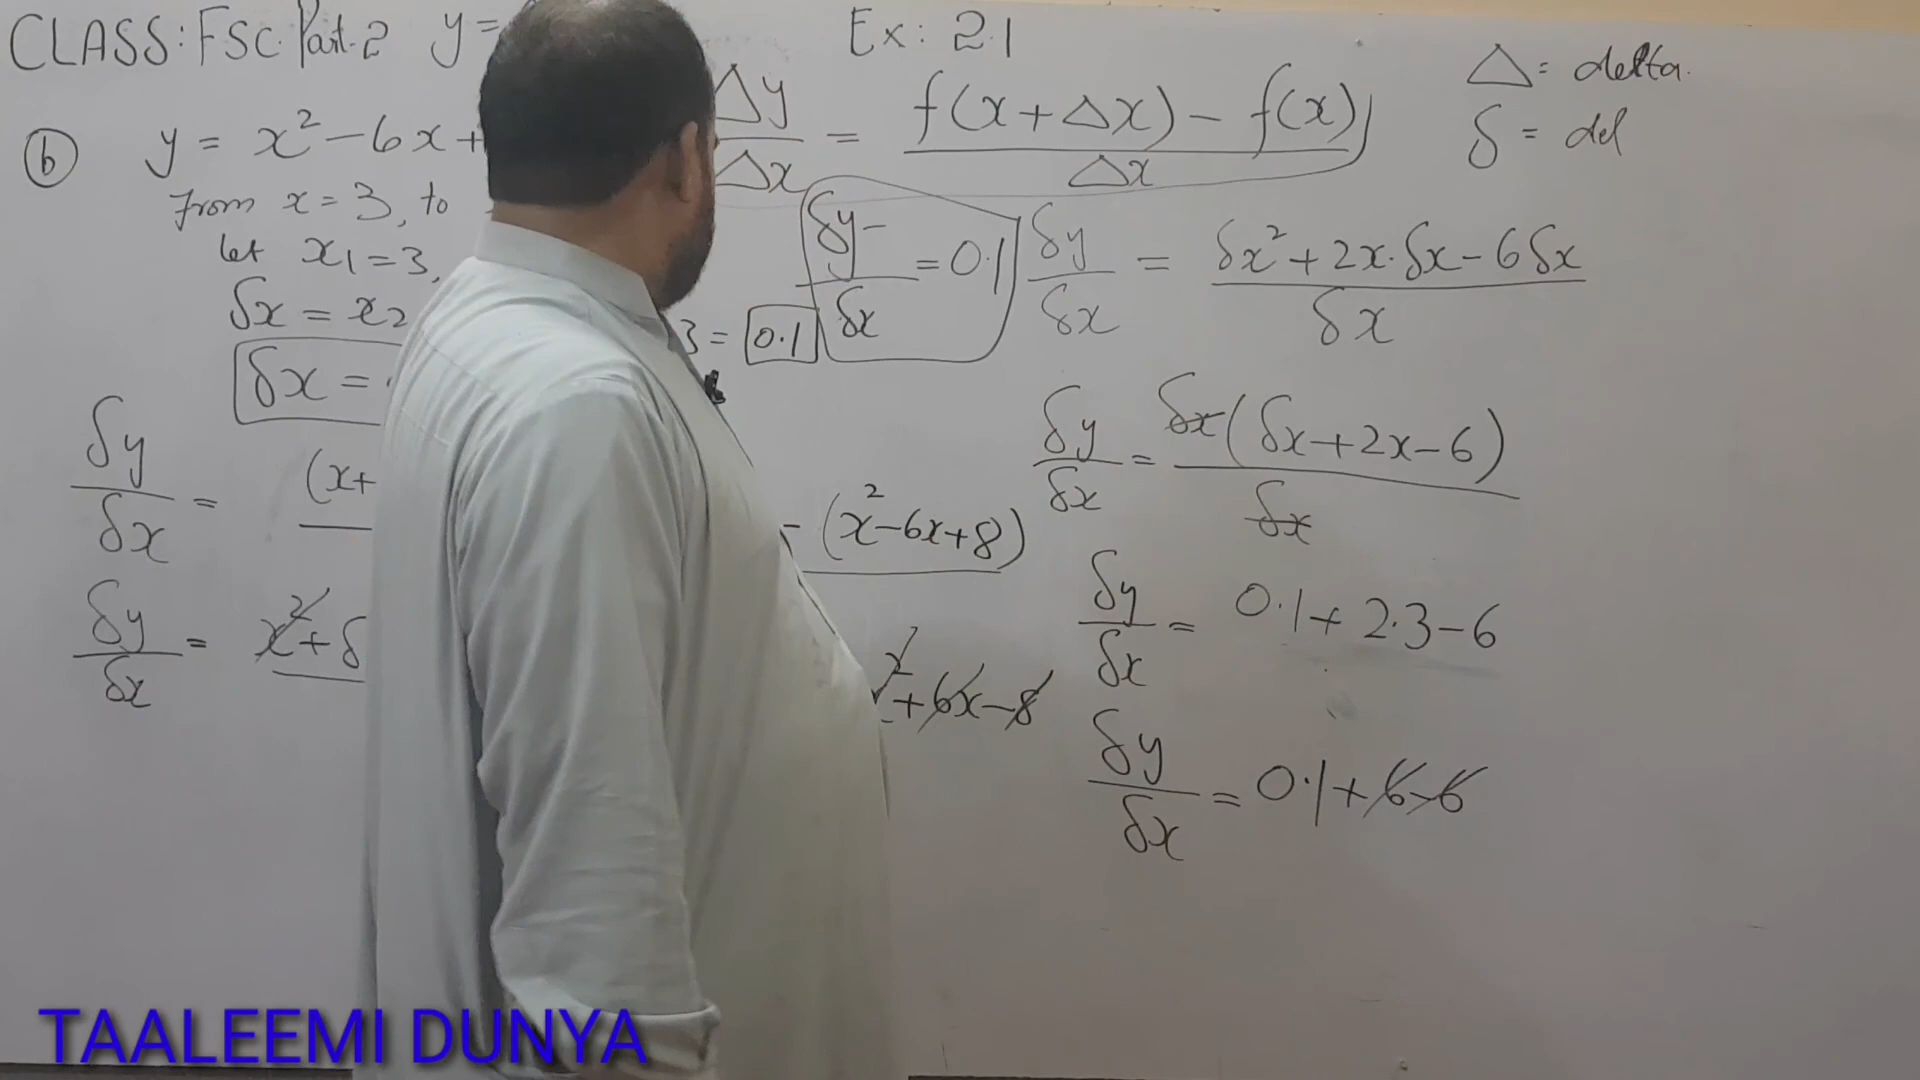 CLASS: FSC. Part-2 y=
Ex: 2.1
Δ = delta.
δ = del
(b) y = x² - 6x +
Δy/Δx = (f(x + Δx) - f(x))/Δx
From x = 3, to
let x₁ = 3,
δx = x₂
3 = 0.1
δx =
δy/δx = 0.1
δy/δx = (x+
- (x² - 6x + 8)
δy/δx = x² + δ
x² + 6x - 8
δy/δx = (δx² + 2x.δx - 6δx)/δx
δy/δx = δx(δx + 2x - 6)/δx
δy/δx = 0.1 + 2.3 - 6
δy/δx = 0.1 + 6 - 6
TAALEEMI DUNYA